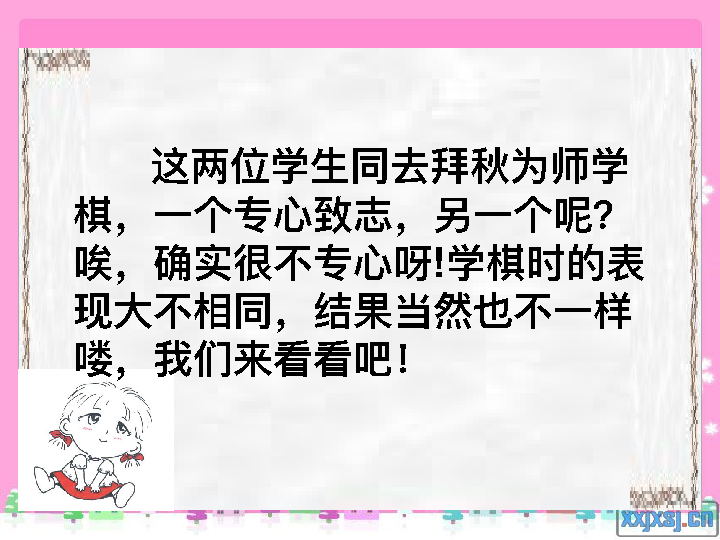 这两位学生同去拜秋为师学
棋，一个专心致志，另一个呢?
唉，确实很不专心呀!学棋时的表
现大不相同，结果当然也不一样
喽，我们来看看吧!
xxjxsj.cn